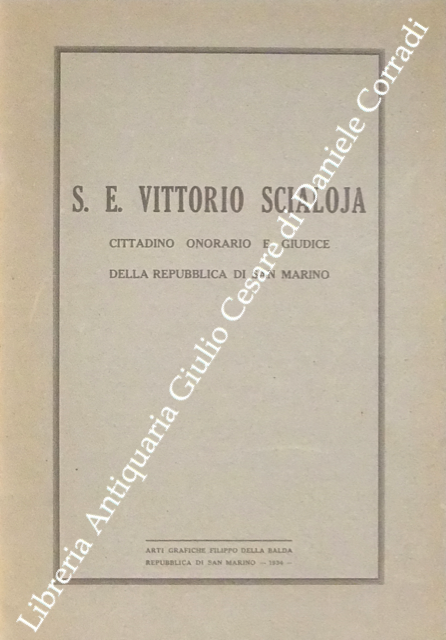 S. E. VITTORIO SCIALOJA
CITTADINO ONORARIO E GIUDICE
DELLA REPUBBLICA DI SAN MARINO
ARTI GRAFICHE FILIPPO DELLA BALDA
REPUBBLICA DI SAN MARINO — 1934 —
Libreria Antiquaria Giulio Cesare di Daniele Corradi